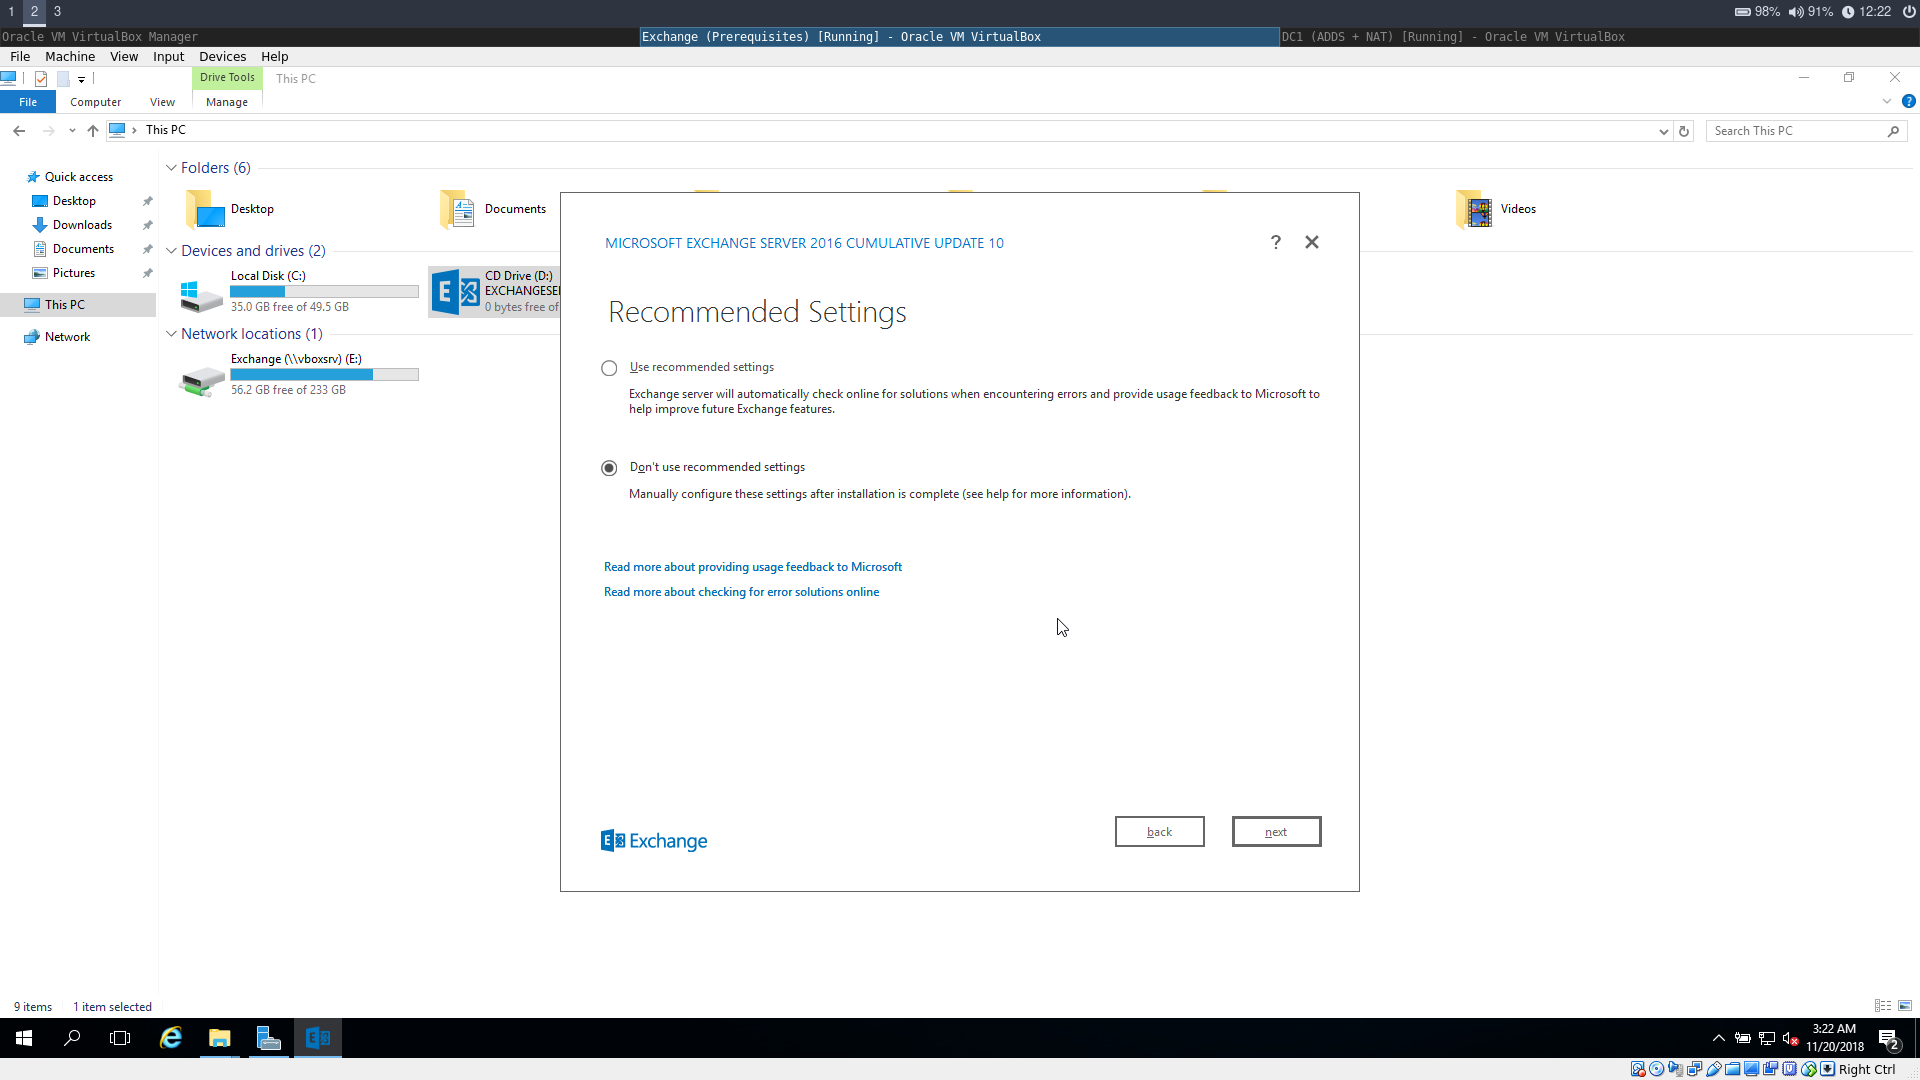 1 2 3
98% 91% 12:22
Oracle VM VirtualBox Manager
Exchange (Prerequisites) [Running] - Oracle VM VirtualBox
DC1 (ADDS + NAT) [Running] - Oracle VM VirtualBox
File Machine View Input Devices Help
Drive Tools This PC
File Computer View Manage
This PC
Search This PC
Quick access
Desktop
Downloads
Documents
Pictures
This PC
Network
Folders (6)
Desktop
Documents
Videos
Devices and drives (2)
Local Disk (C:)
35.0 GB free of 49.5 GB
CD Drive (D:)
0 bytes free of
Network locations (1)
Exchange (\\vboxsrv) (E:)
56.2 GB free of 233 GB
MICROSOFT EXCHANGE SERVER 2016 CUMULATIVE UPDATE 10
?
Recommended Settings
Use recommended settings
Exchange server will automatically check online for solutions when encountering errors and provide usage feedback to Microsoft to
help improve future Exchange features.
Don't use recommended settings
Manually configure these settings after installation is complete (see help for more information).
Read more about providing usage feedback to Microsoft
Read more about checking for error solutions online
Exchange
back
next
9 items 1 item selected
3:22 AM
11/20/2018
2
Right Ctrl